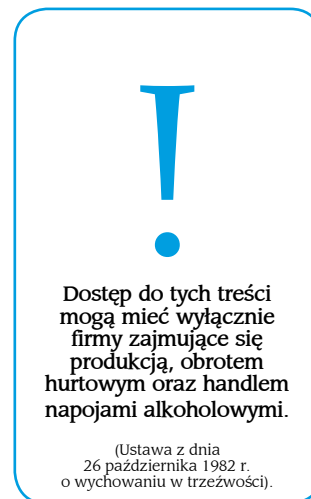 !
Dostęp do tych treści
mogą mieć wyłącznie
firmy zajmujące się
produkcją, obrotem
hurtowym oraz handlem
napojami alkoholowymi.
(Ustawa z dnia
26 października 1982 r.
o wychowaniu w trzeźwości).